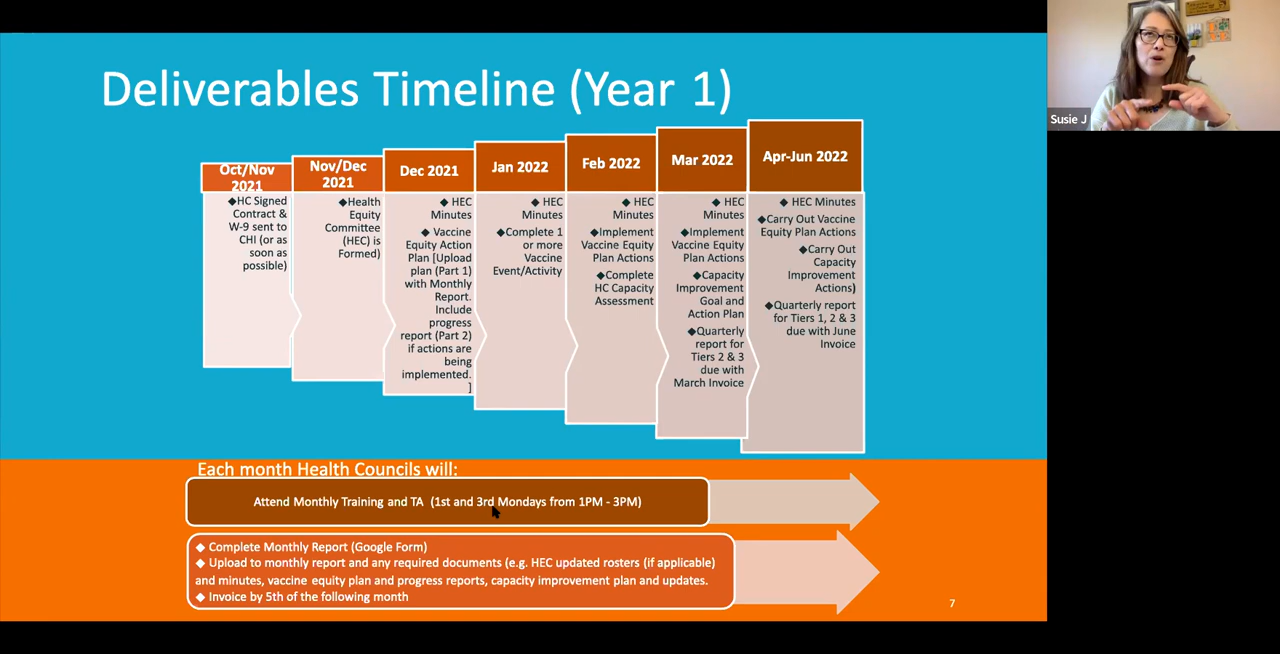 Deliverables Timeline (Year 1)
Oct/Nov
2021
◆HC Signed
Contract &
W-9 sent to
CHI (or as
soon as
possible)
Nov/Dec
2021
◆Health
Equity
Committee
(HEC) is
Formed)
Dec 2021
◆ HEC
Minutes
◆ Vaccine
Equity Action
Plan [Upload
plan (Part 1)
with Monthly
Report.
Include
progress
report (Part 2)
if actions are
being
implemented.
]
Jan 2022
◆ HEC
Minutes
◆Complete 1
or more
Vaccine
Event/Activity
Feb 2022
◆ HEC
Minutes
◆Implement
Vaccine Equity
Plan Actions
◆Complete
HC Capacity
Assessment
Mar 2022
◆ HEC
Minutes
◆Implement
Vaccine Equity
Plan Actions
◆Capacity
Improvement
Goal and
Action Plan
◆Quarterly
report for
Tiers 2 & 3
due with
March Invoice
Apr-Jun 2022
◆ HEC Minutes
◆Carry Out Vaccine
Equity Plan Actions
◆Carry Out
Capacity
Improvement
Actions)
◆Quarterly report
for Tiers 1, 2 & 3
due with June
Invoice
Each month Health Councils will:
Attend Monthly Training and TA (1st and 3rd Mondays from 1PM - 3PM)
◆ Complete Monthly Report (Google Form)
◆ Upload to monthly report and any required documents (e.g. HEC updated rosters (if applicable)
and minutes, vaccine equity plan and progress reports, capacity improvement plan and updates.
◆ Invoice by 5th of the following month
7
Susie J